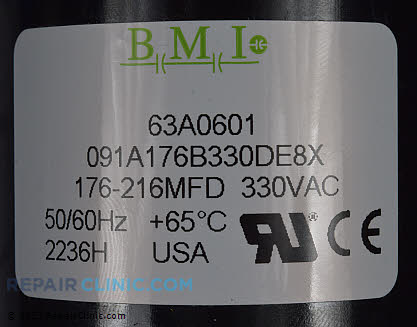 B.M.I
63A0601
091A176B330DE8X
176-216MFD 330VAC
50/60Hz +65°C
2236H USA
REPAIR CLINIC.COM